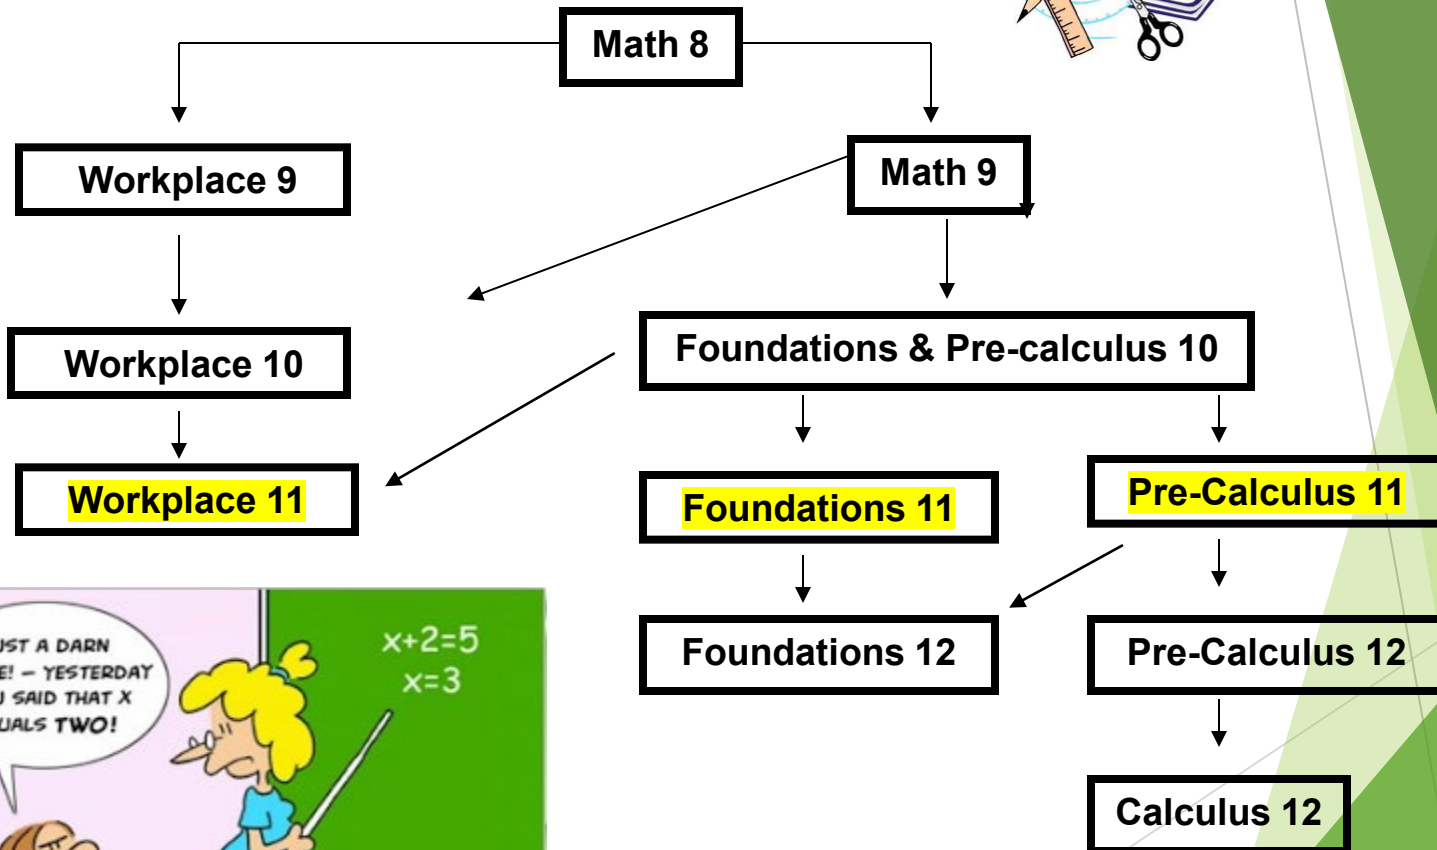 Math 8
Workplace 9
Math 9
Workplace 10
Foundations & Pre-calculus 10
Workplace 11
Foundations 11
Pre-Calculus 11
Foundations 12
Pre-Calculus 12
Calculus 12
A DARN
YESTERDAY
SAID THAT X
TWO!
x+2=5
x=3